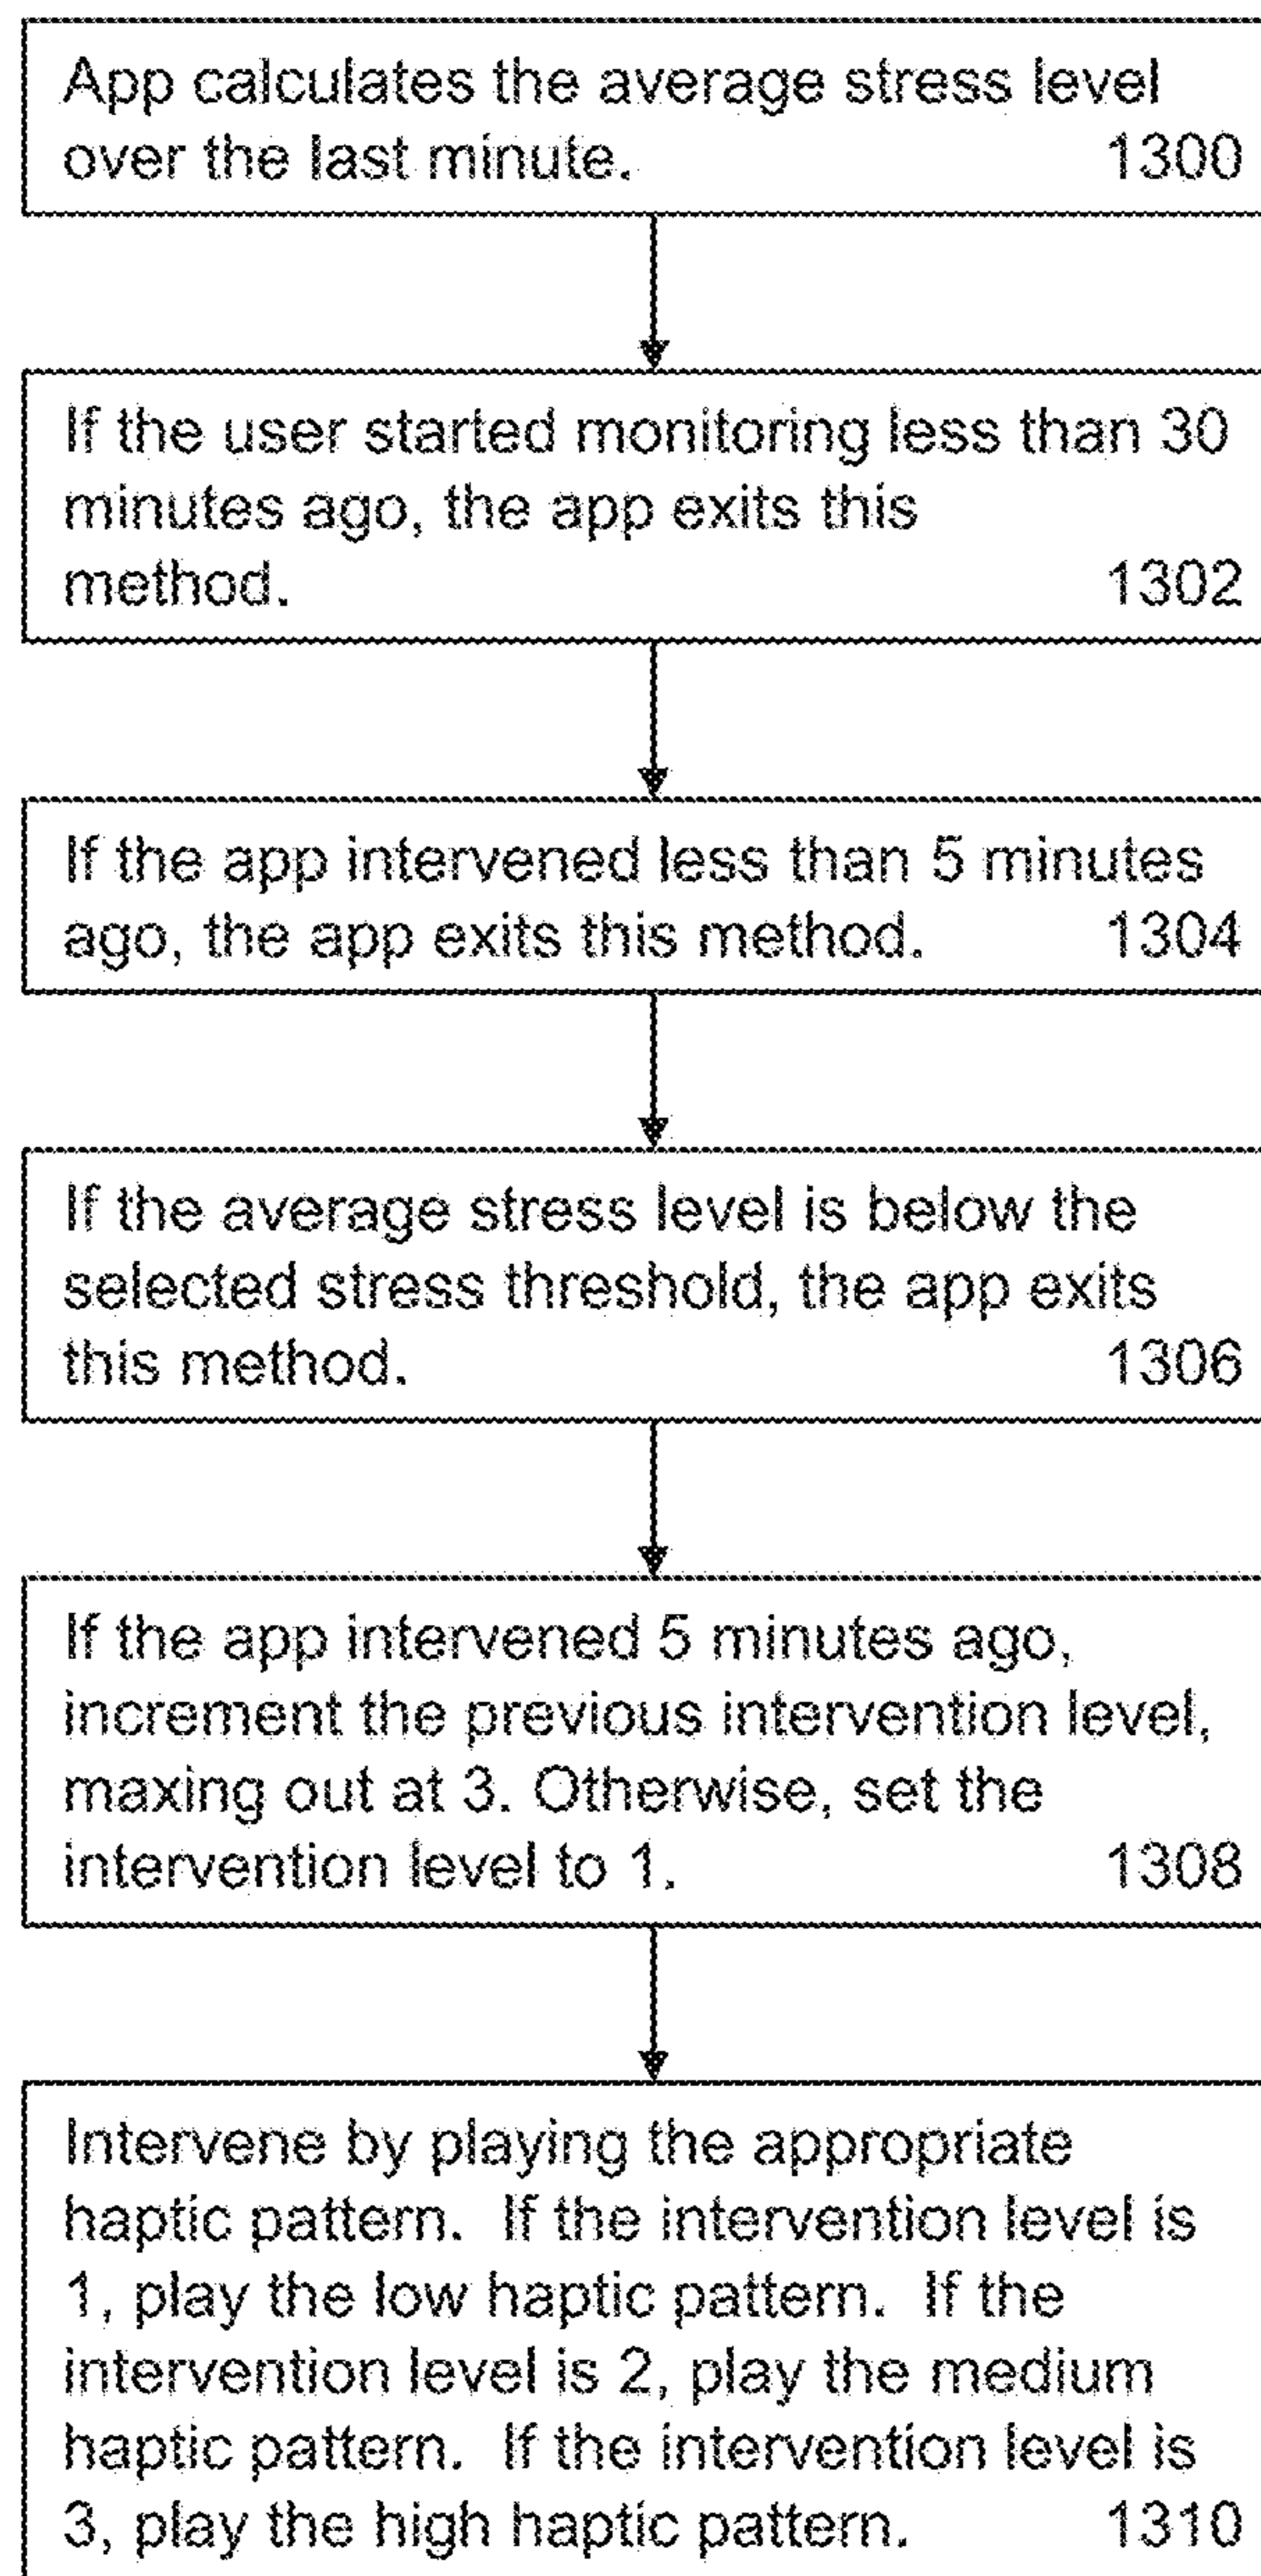 App calculates the average stress level
over the last minute. 1300
If the user started monitoring less than 30
minutes ago, the app exits this
method. 1302
If the app intervened less than 5 minutes
ago, the app exits this method. 1304
If the average stress level is below the
selected stress threshold, the app exits
this method. 1306
If the app intervened 5 minutes ago,
increment the previous intervention level,
maxing out at 3. Otherwise, set the
intervention level to 1. 1308
Intervene by playing the appropriate
haptic pattern. If the intervention level is
1, play the low haptic pattern. If the
intervention level is 2, play the medium
haptic pattern. If the intervention level is
3, play the high haptic pattern. 1310